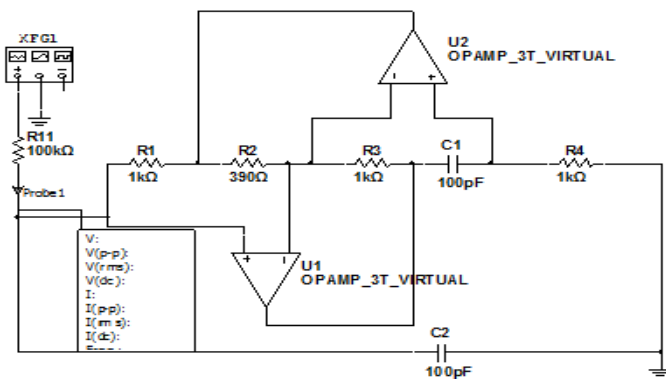 XFG1
U2
OPAMP_3T_VIRTUAL
R11
100kΩ
R1
1kΩ
R2
390Ω
R3
1kΩ
C1
100pF
R4
1kΩ
Probe1
V:
V(p-p):
V(rms):
V(dc):
I:
I(p-p):
I(rms):
I(dc):
U1
OPAMP_3T_VIRTUAL
C2
100pF